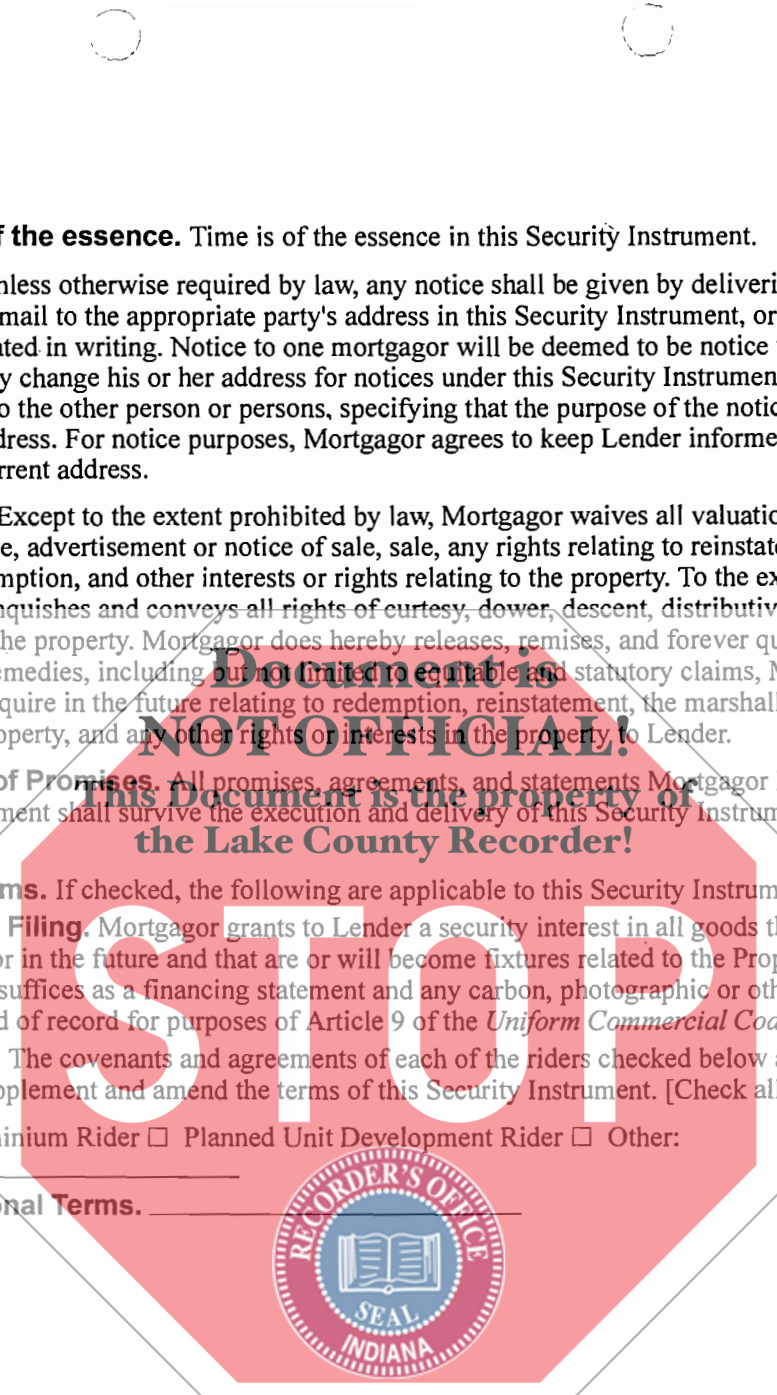 f the essence. Time is of the essence in this Security Instrument.
nless otherwise required by law, any notice shall be given by deliveri
mail to the appropriate party's address in this Security Instrument, or
ated in writing. Notice to one mortgagor will be deemed to be notice
y change his or her address for notices under this Security Instrumen
o the other person or persons, specifying that the purpose of the notic
dress. For notice purposes, Mortgagor agrees to keep Lender informe
rrent address.
Except to the extent prohibited by law, Mortgagor waives all valuatio
e, advertisement or notice of sale, sale, any rights relating to reinstate
mption, and other interests or rights relating to the property. To the ex
nquishes and conveys all rights of curtesy, dower, descent, distributiv
he property. Mortgagor does hereby releases, remises, and forever qu
emedies, including but not limited to equitable and statutory claims, M
quire in the future relating to redemption, reinstatement, the marshall
operty, and any other rights or interests in the property to Lender.
Document is
NOT OFFICIAL!
This Document is the property of
the Lake County Recorder!
of Promises. All promises, agreements, and statements Mortgagor
ment shall survive the execution and delivery of this Security Instrum
ms. If checked, the following are applicable to this Security Instrum
Filing. Mortgagor grants to Lender a security interest in all goods th
or in the future and that are or will become fixtures related to the Prop
suffices as a financing statement and any carbon, photographic or oth
d of record for purposes of Article 9 of the Uniform Commercial Cod
The covenants and agreements of each of the riders checked below a
pplement and amend the terms of this Security Instrument. [Check all
STOP
inium Rider ☐ Planned Unit Development Rider ☐ Other:
nal Terms.
RECORDER'S OFFICE
SEAL
INDIANA